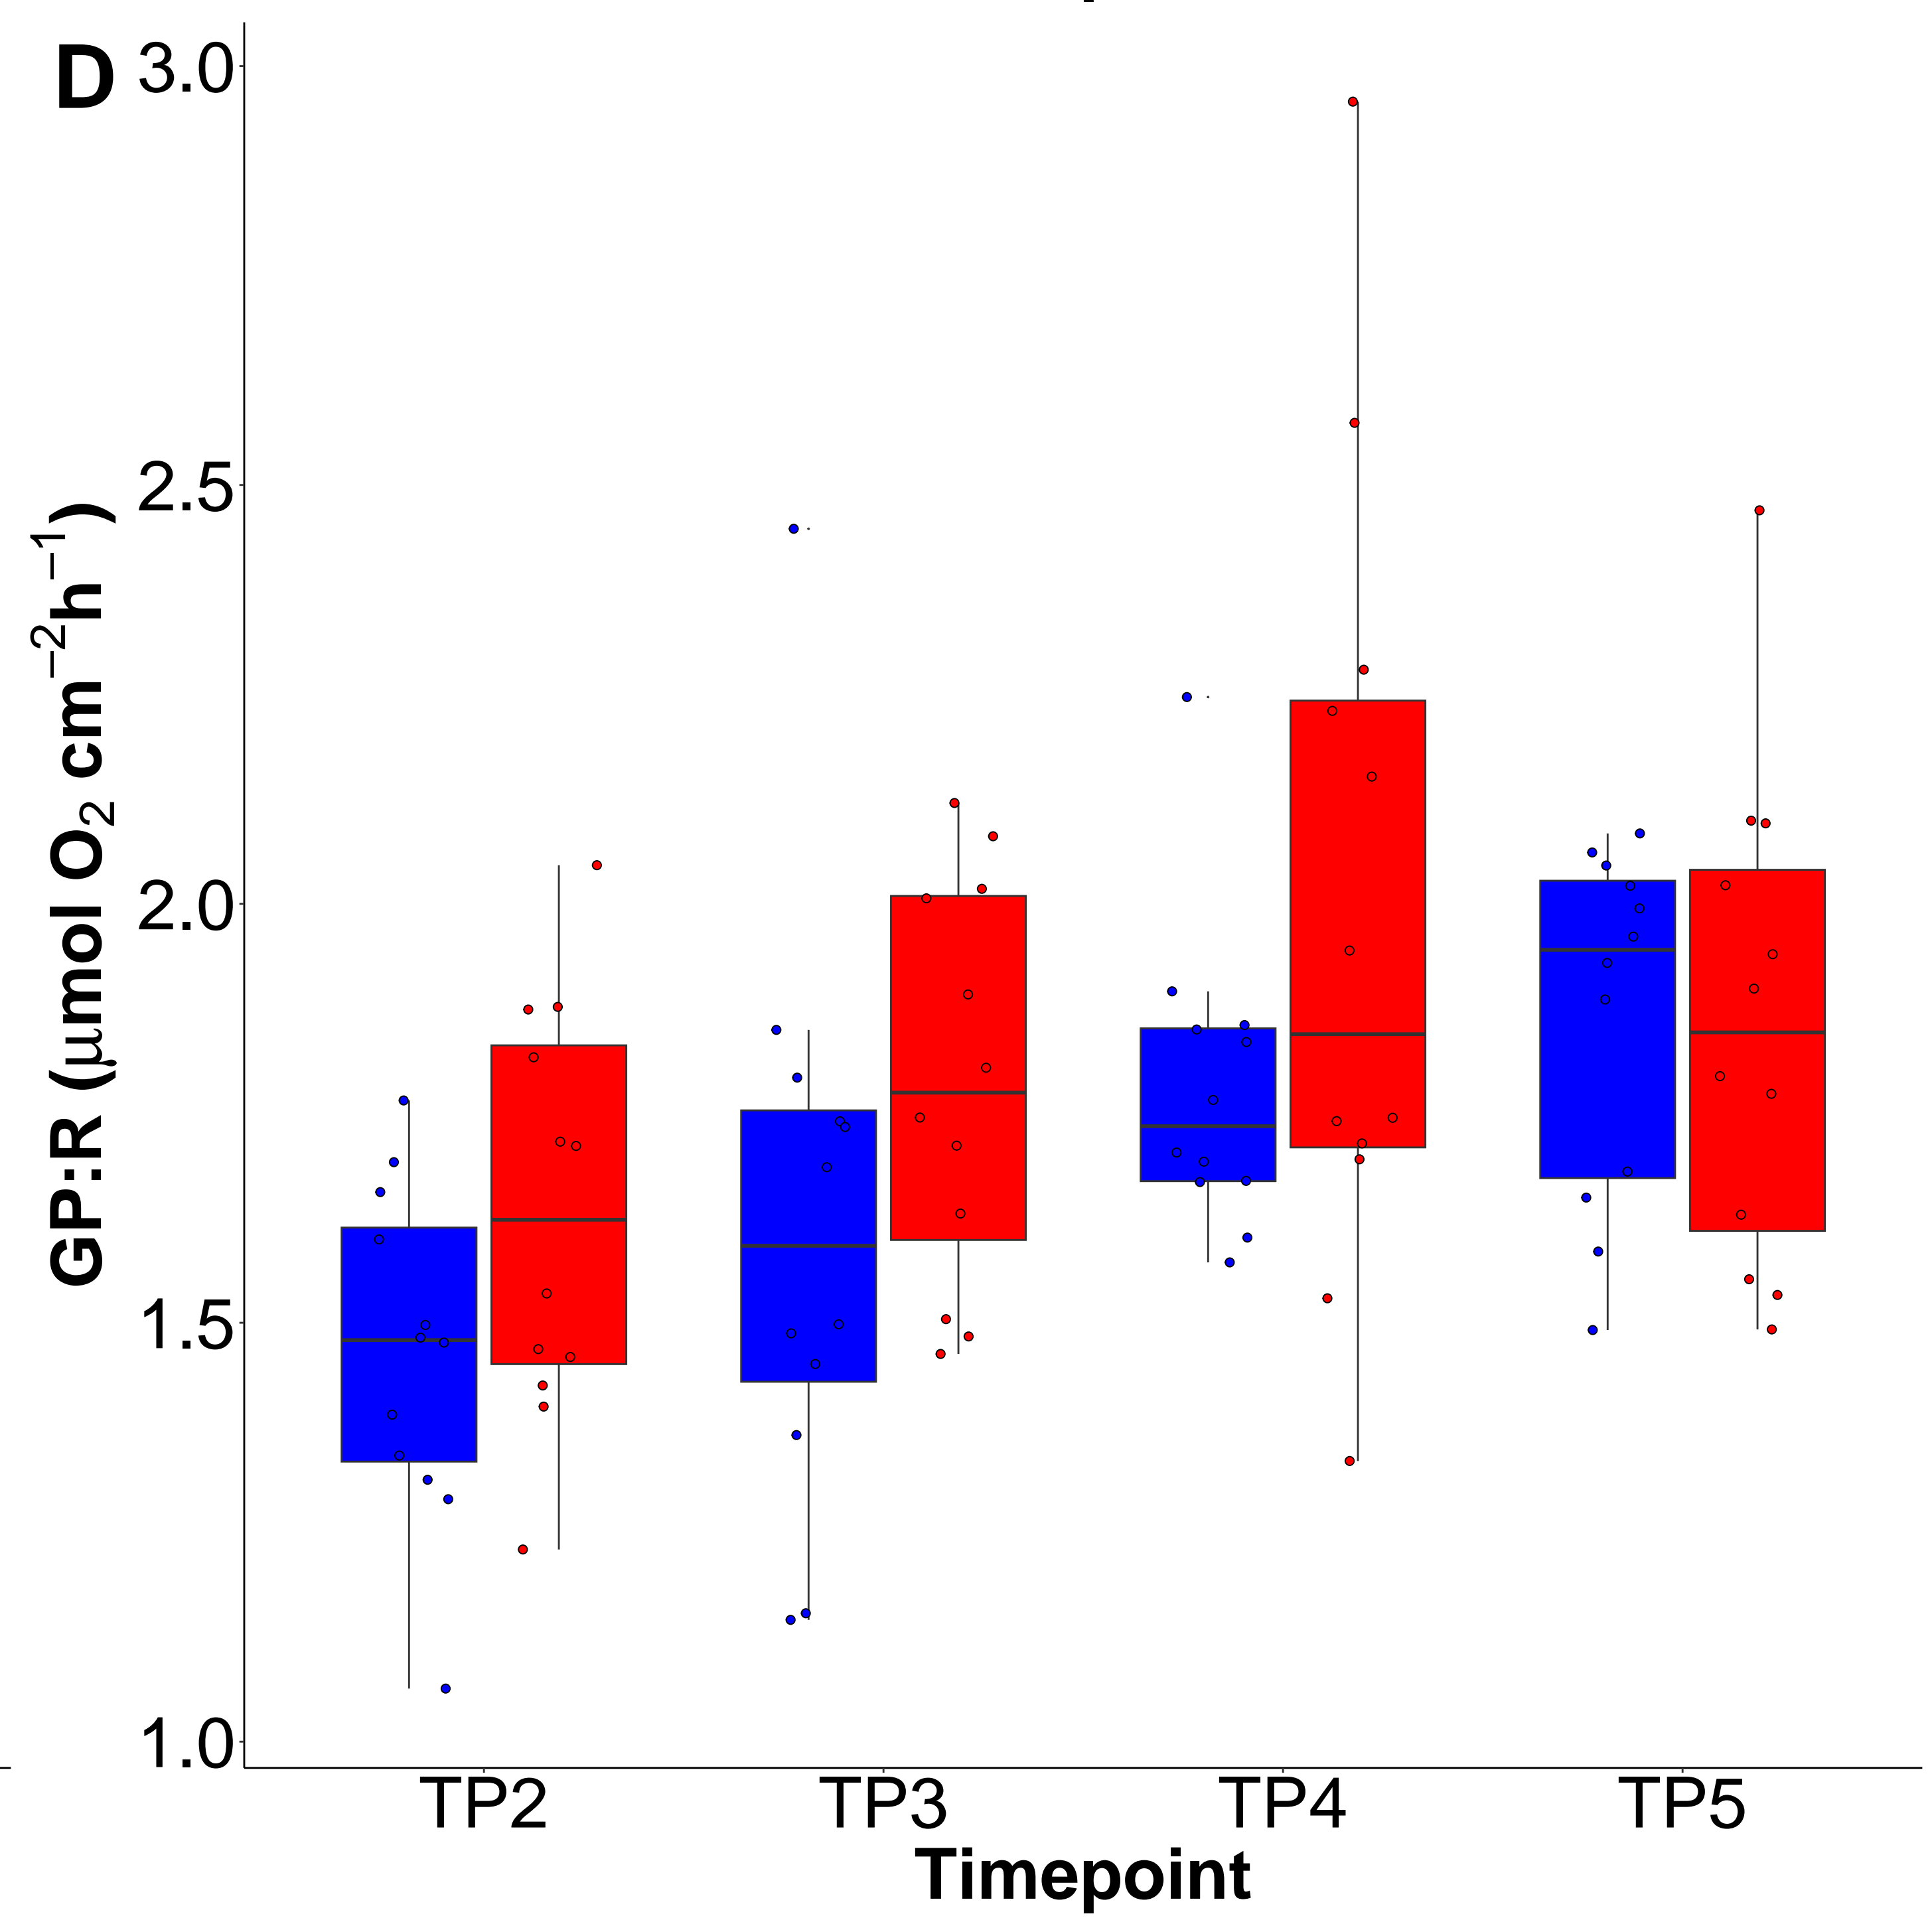 D
3.0
2.5
2.0
1.5
1.0
GP:R (μmol O₂ cm⁻²h⁻¹)
TP2 TP3 TP4 TP5
Timepoint